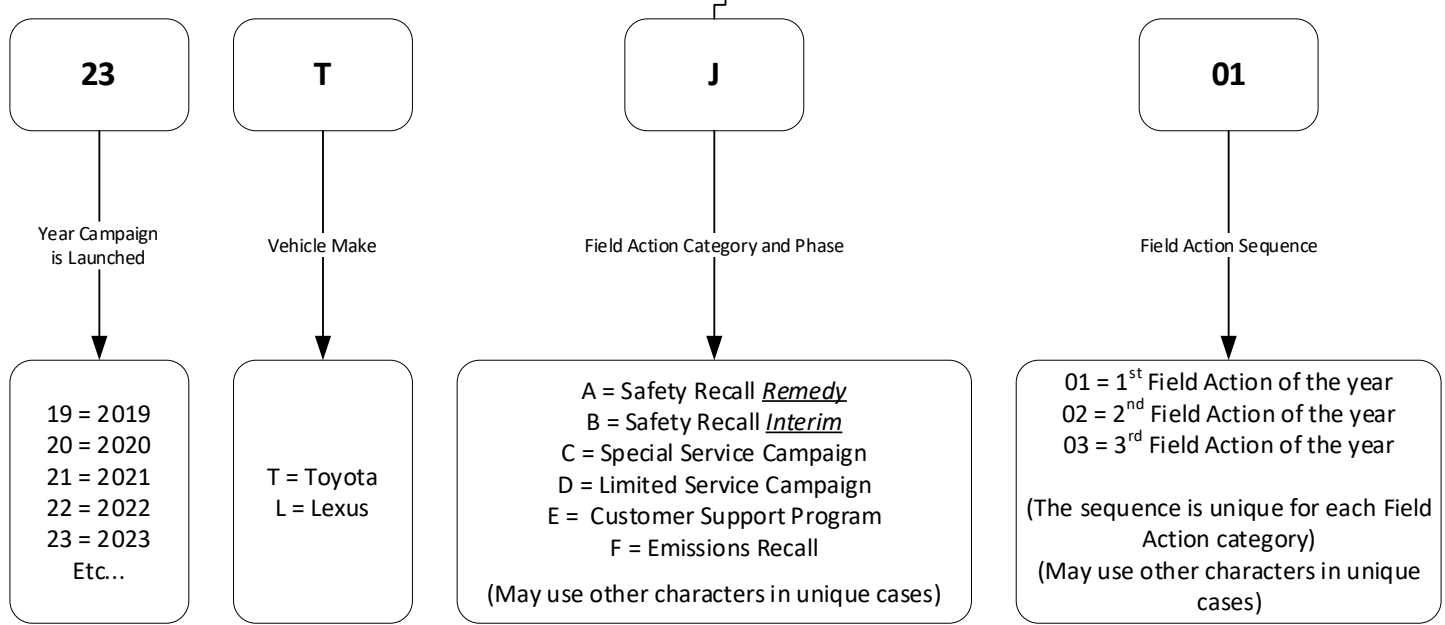 23
T
J
01
Year Campaign
is Launched
Vehicle Make
Field Action Category and Phase
Field Action Sequence
19 = 2019
20 = 2020
21 = 2021
22 = 2022
23 = 2023
Etc...
T = Toyota
L = Lexus
A = Safety Recall Remedy
B = Safety Recall Interim
C = Special Service Campaign
D = Limited Service Campaign
E = Customer Support Program
F = Emissions Recall
(May use other characters in unique cases)
01 = 1st Field Action of the year
02 = 2nd Field Action of the year
03 = 3rd Field Action of the year
(The sequence is unique for each Field
Action category)
(May use other characters in unique
cases)